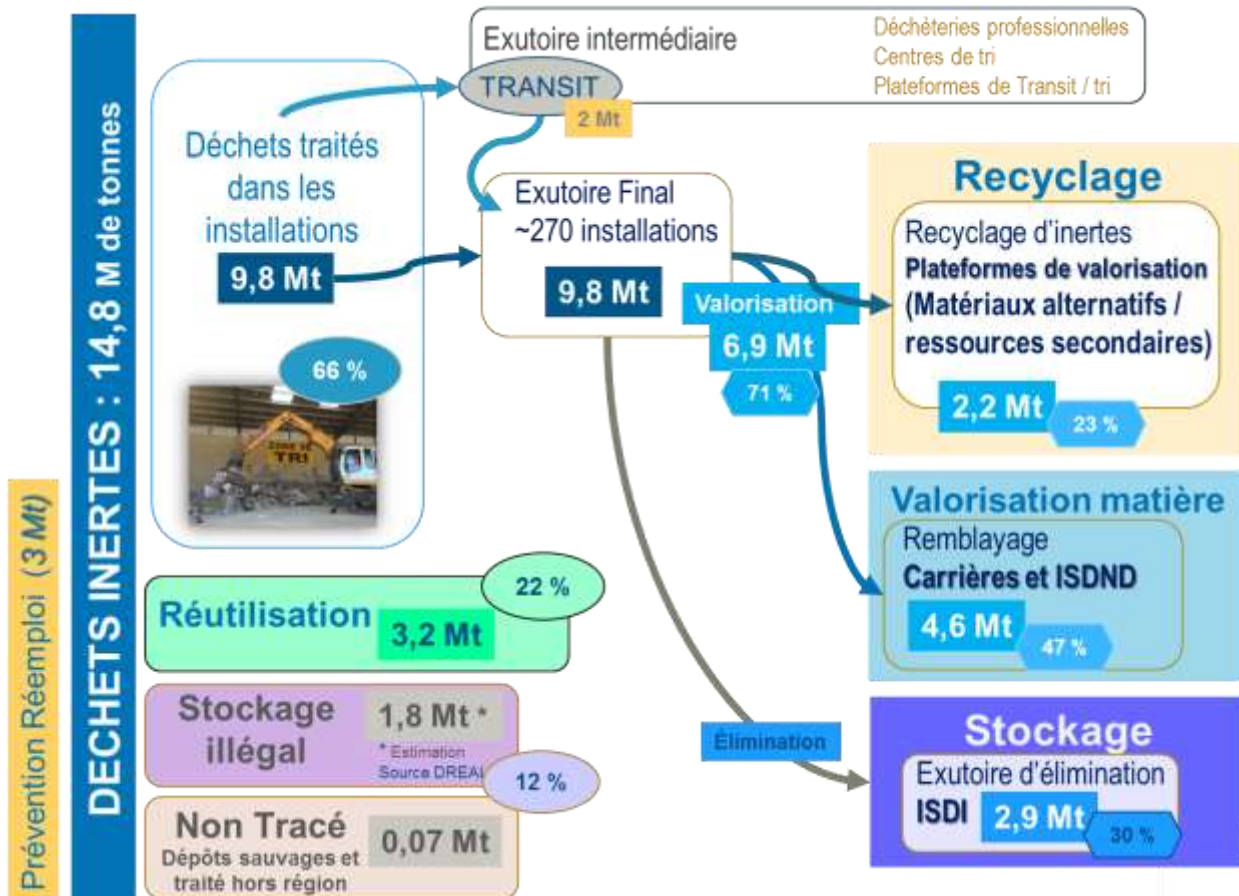 Prévention Réemploi (3 Mt)
DECHETS INERTES : 14,8 M de tonnes
Exutoire intermédiaire
TRANSIT
2 Mt
Déchèteries professionnelles
Centres de tri
Plateformes de Transit / tri
Déchets traités
dans les
installations
9,8 Mt
66 %
ZONE DE
TRI
Exutoire Final
~270 installations
9,8 Mt
Valorisation
6,9 Mt
71 %
Recyclage
Recyclage d'inertes
Plateformes de valorisation
(Matériaux alternatifs /
ressources secondaires)
2,2 Mt
23 %
Valorisation matière
Remblayage
Carrières et ISDND
4,6 Mt
47 %
Réutilisation
3,2 Mt
22 %
Stockage
illégal
1,8 Mt *
* Estimation
Source DREAL
12 %
Non Tracé
Dépôts sauvages et
traité hors région
0,07 Mt
Élimination
Stockage
Exutoire d'élimination
ISDI
2,9 Mt
30 %